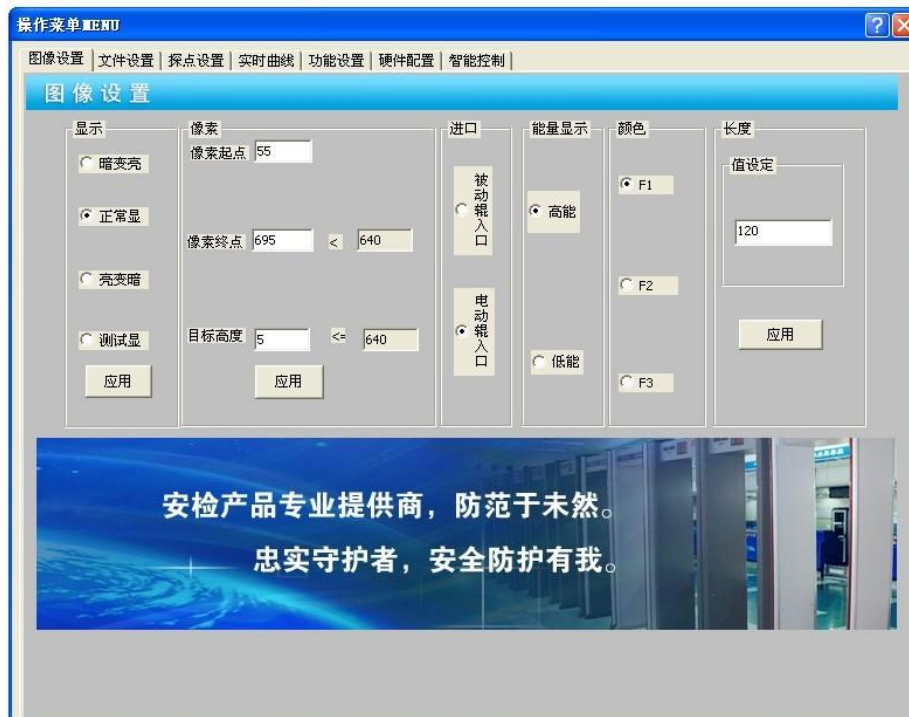 操作菜单MENU
图像设置 文件设置 探点设置 实时曲线 功能设置 硬件配置 智能控制
图像设置
显示
暗变亮
正常显
亮变暗
测试显
应用
像素
像素起点 55
像素终点 695 < 640
目标高度 5 <= 640
应用
进口
被动辊入口
电动辊入口
能量显示
高能
低能
颜色
F1
F2
F3
长度
值设定
120
应用
安检产品专业提供商，防范于未然。
忠实守护者，安全防护有我。